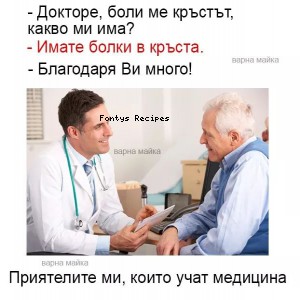 - Докторе, боли ме кръстът,
какво ми има?
- Имате болки в кръста.
варна майка
- Благодаря Ви много!
Fontys Recipes
варна майка
варна майка
Приятелите ми, които учат медицина